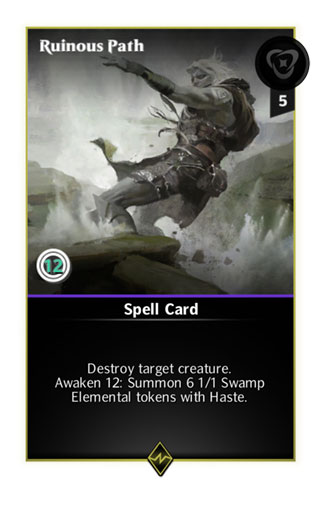 Ruinous Path
5
12
Spell Card
Destroy target creature.
Awaken 12: Summon 6 1/1 Swamp
Elemental tokens with Haste.